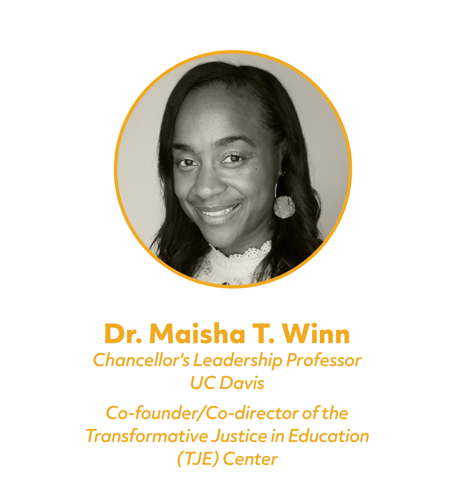 Dr. Maisha T. Winn
Chancellor's Leadership Professor
UC Davis
Co-founder/Co-director of the
Transformative Justice in Education
(TJE) Center